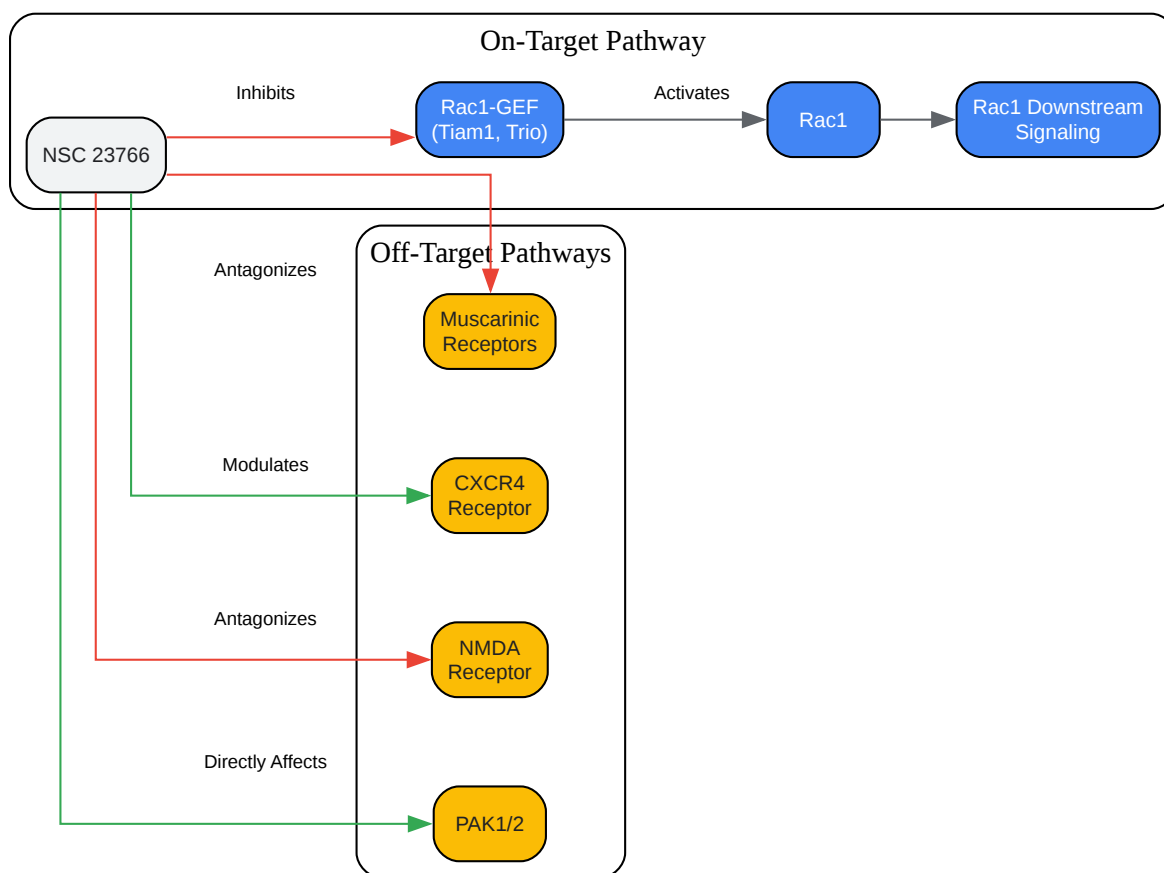 On-Target Pathway
Inhibits
Rac1-GEF
(Tiam1, Trio)
Activates
Rac1
Rac1 Downstream
Signaling
NSC 23766
Off-Target Pathways
Antagonizes
Muscarinic
Receptors
Modulates
CXCR4
Receptor
Antagonizes
NMDA
Receptor
Directly Affects
PAK1/2